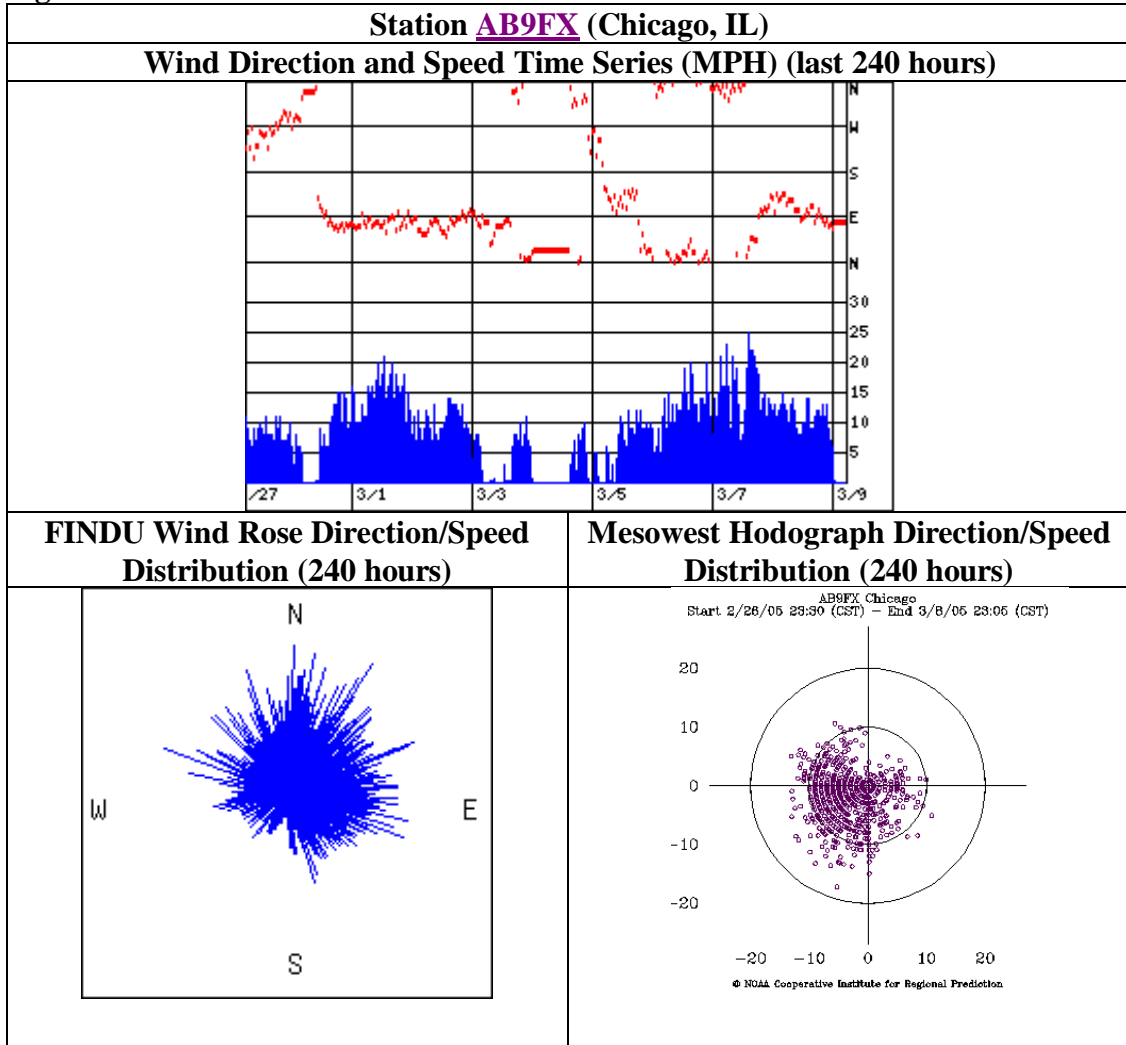 Station AB9FX (Chicago, IL)
Wind Direction and Speed Time Series (MPH) (last 240 hours)
N
W
S
E
N
30
25
20
15
10
5
/27 3/1 3/3 3/5 3/7 3/9
FINDU Wind Rose Direction/Speed
Distribution (240 hours)
N
W E
S
Mesowest Hodograph Direction/Speed
Distribution (240 hours)
AB9FX Chicago
Start 2/26/05 23:30 (CST) – End 3/8/05 23:05 (CST)
20
10
0
-10
-20
-20 -10 0 10 20
© NOAA Cooperative Institute for Regional Prediction